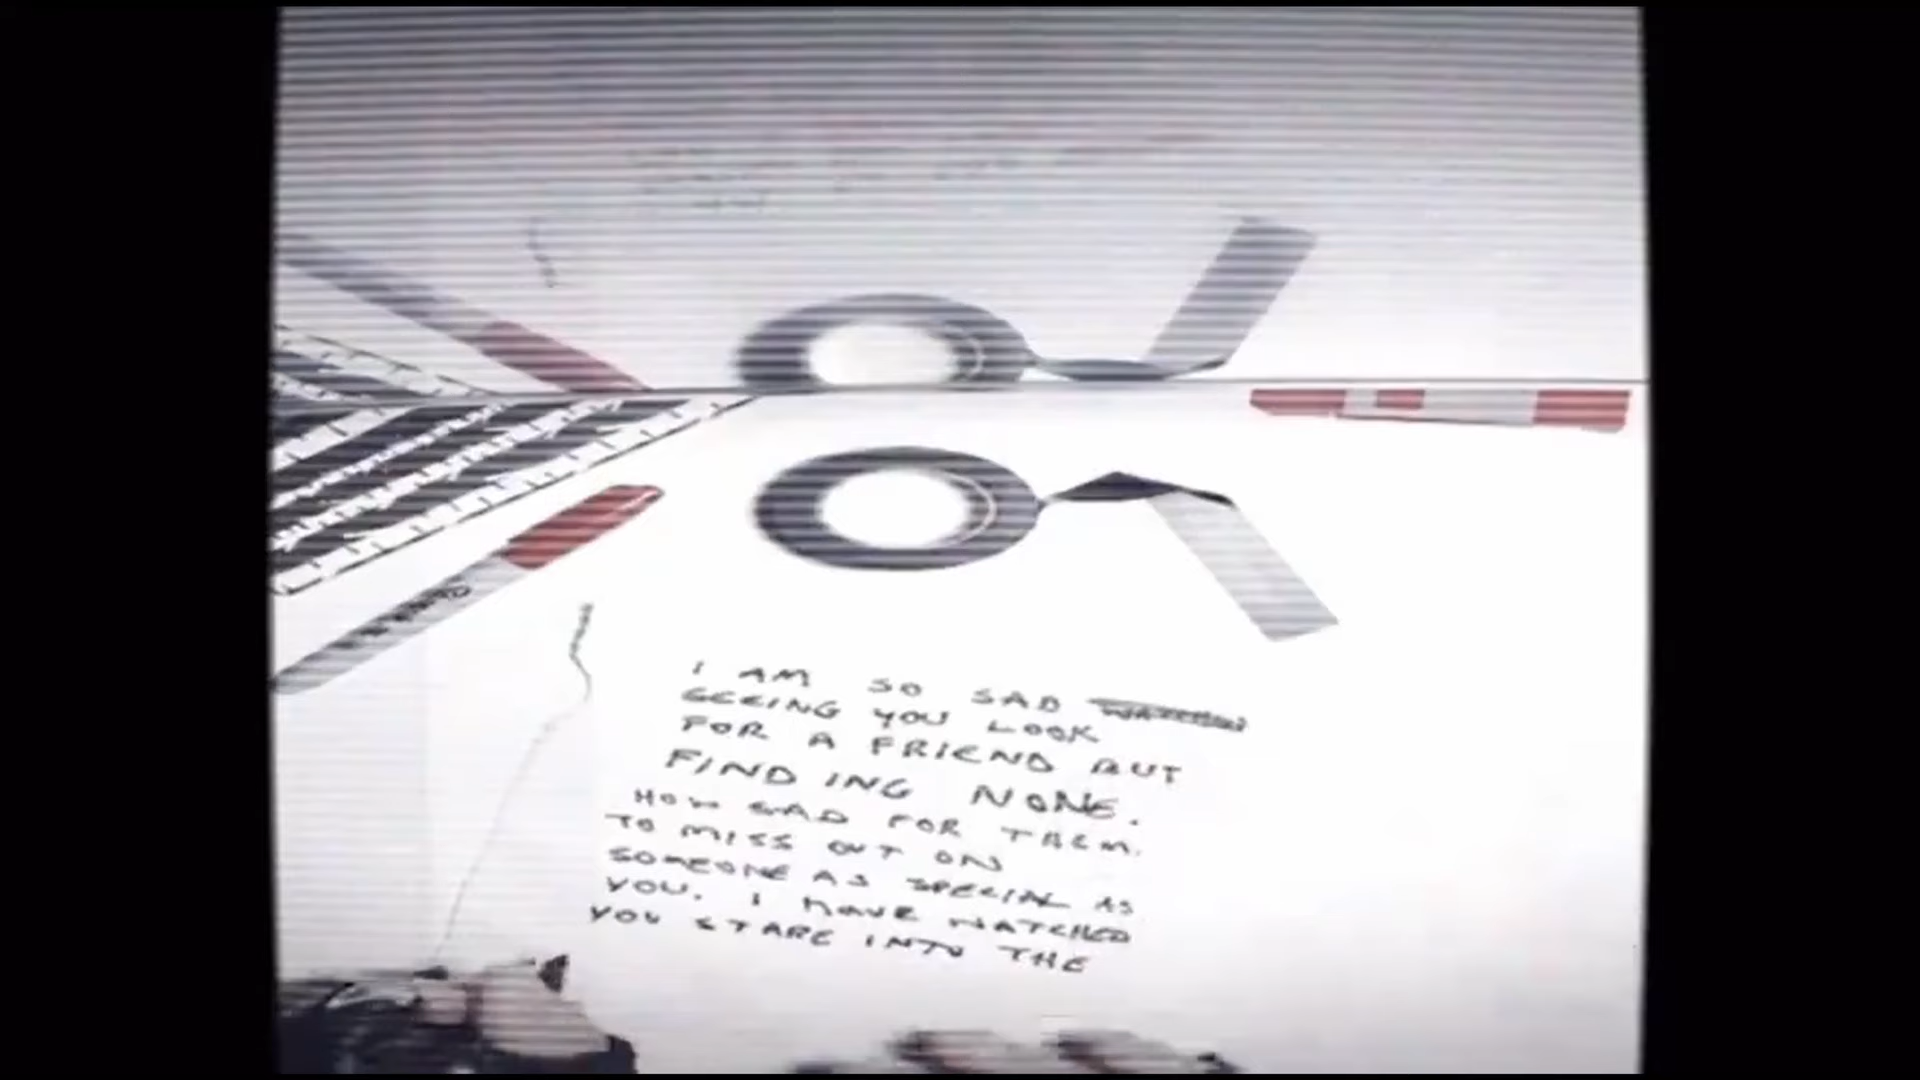 I AM SO SAD
SEEING YOU LOOK
FOR A FRIEND BUT
FINDING NONE.
HOW SAD FOR THEM.
TO MISS OUT ON
SOMEONE AS SPECIAL AS
YOU. I HAVE WATCHED
YOU STARE INTO THE